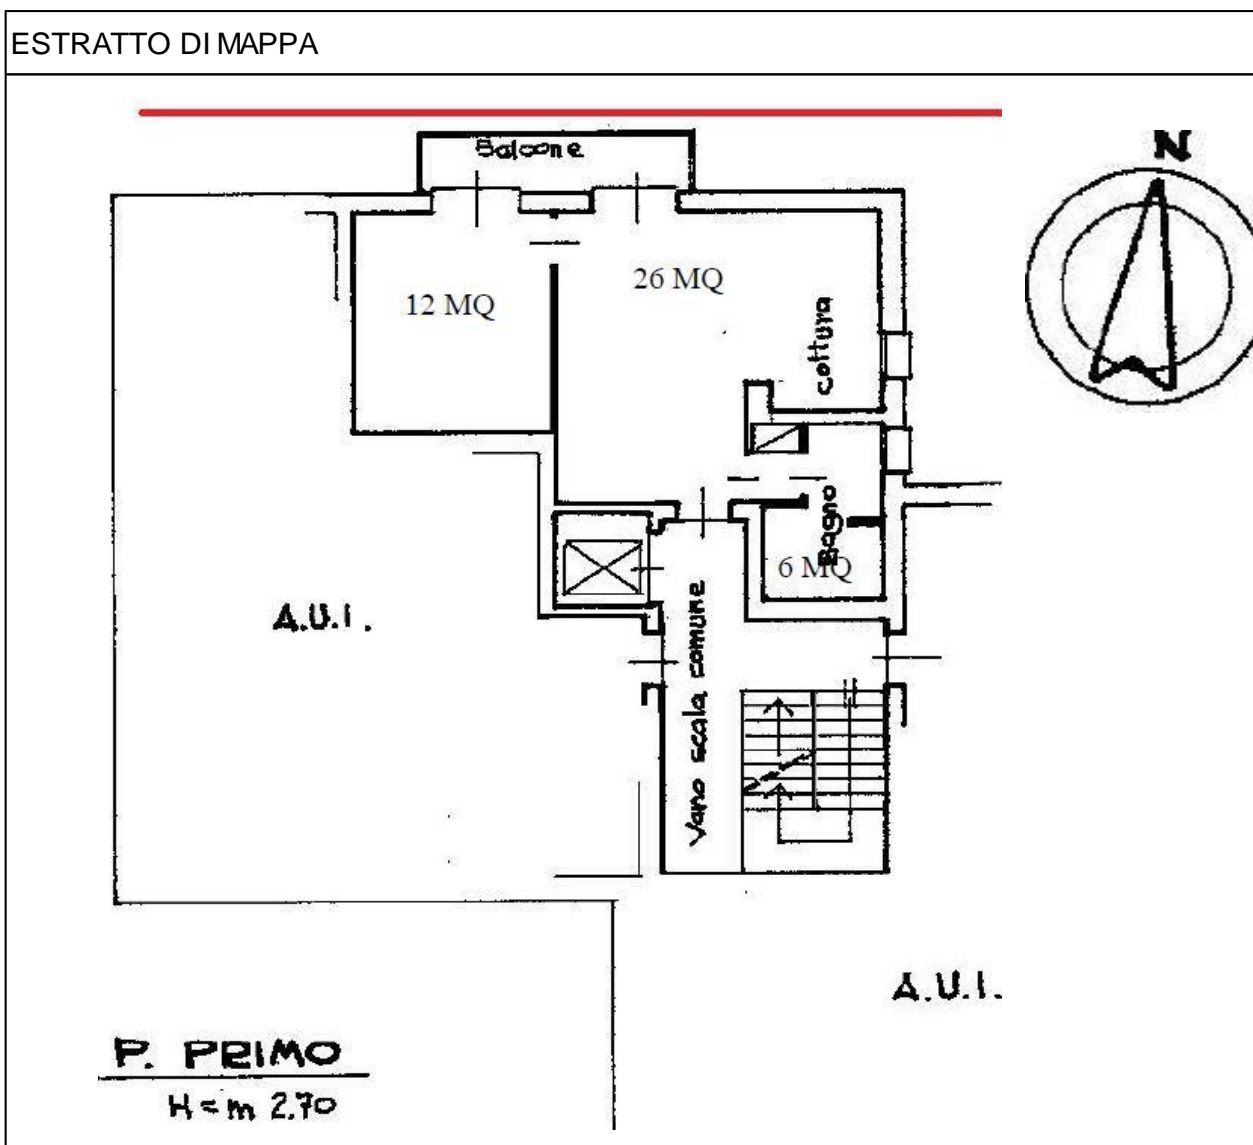 ESTRATTO DI MAPPA
N
Balcone
26 MQ
12 MQ
cottura
Bagno
6 MQ
Vano scala comune
A.U.I.
A.U.I.
P. PRIMO
H = m 2.70